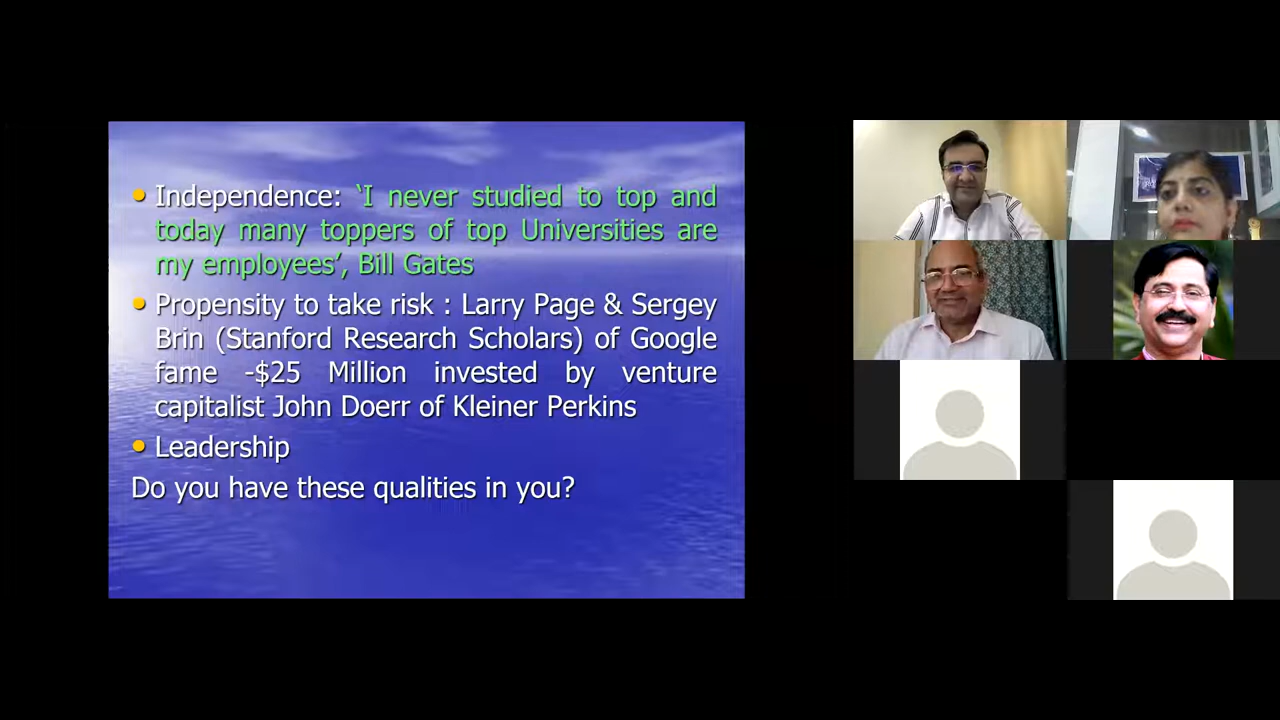 Independence: ‘I never studied to top and
today many toppers of top Universities are
my employees’, Bill Gates
Propensity to take risk : Larry Page & Sergey
Brin (Stanford Research Scholars) of Google
fame -$25 Million invested by venture
capitalist John Doerr of Kleiner Perkins
Leadership
Do you have these qualities in you?